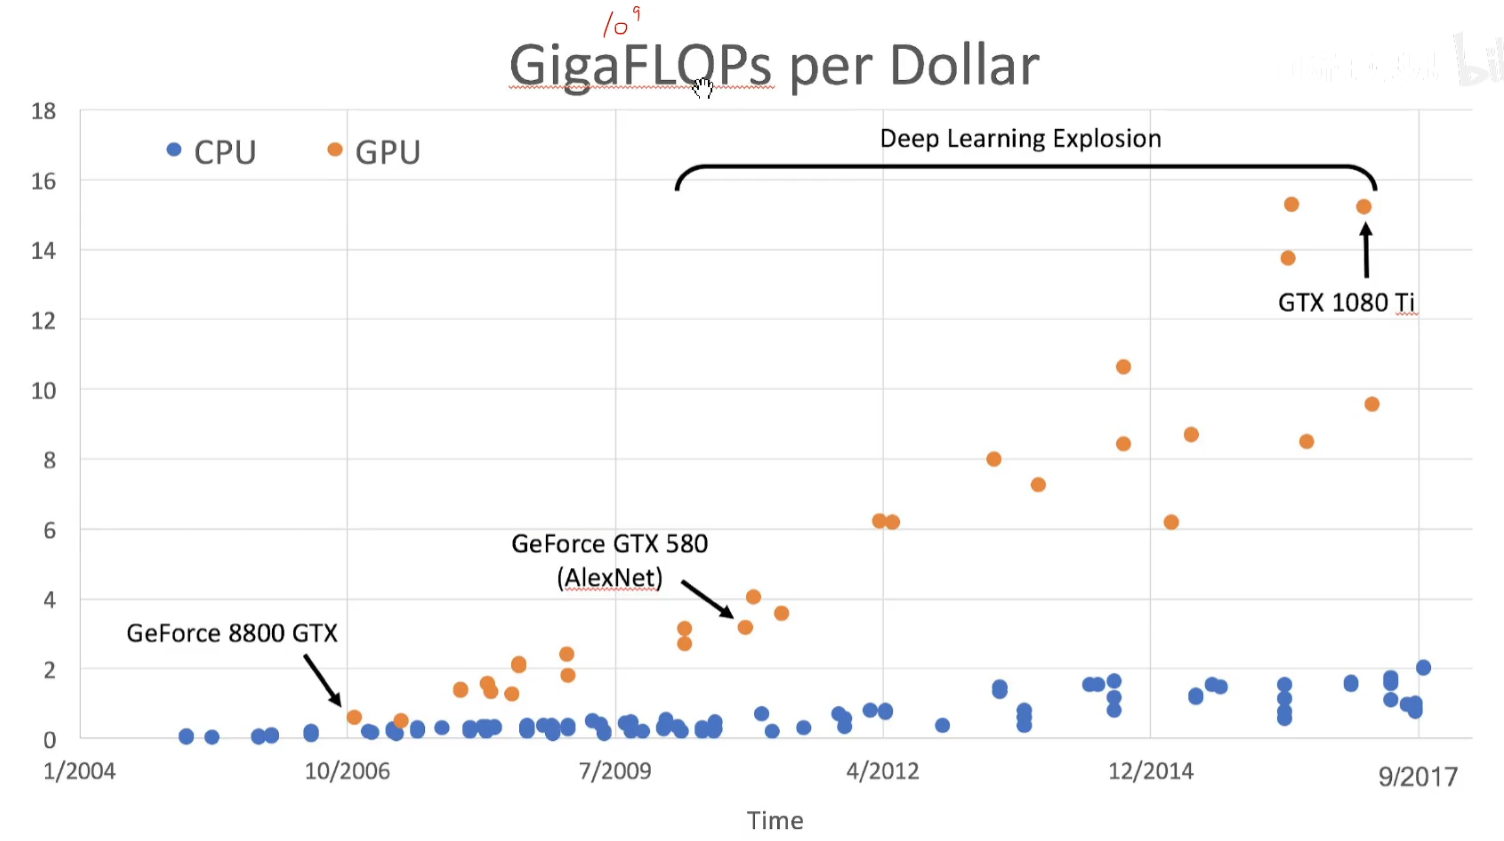 10⁹
GigaFLOPs per Dollar
18
CPU
GPU
Deep Learning Explosion
16
14
GTX 1080 Ti
12
10
8
6
GeForce GTX 580
(AlexNet)
4
GeForce 8800 GTX
2
0
1/2004
10/2006
7/2009
4/2012
12/2014
9/2017
Time